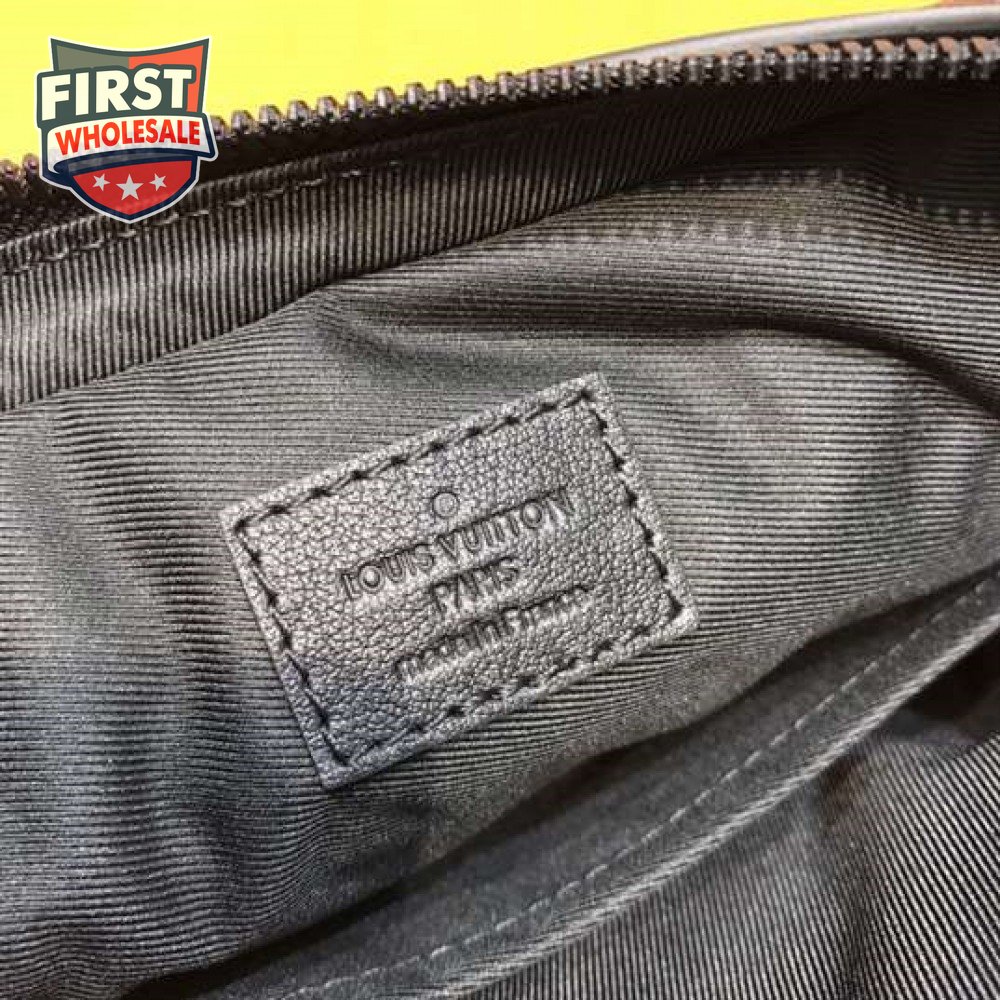 FIRST
WHOLESALE
LOUIS VUITTON
PARIS
made in France